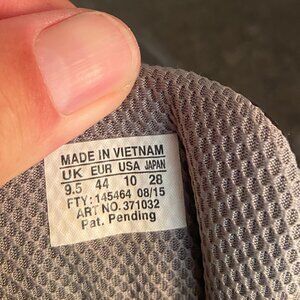 MADE IN VIETNAM
UK EUR USA JAPAN
9.5 44 10 28
FTY: 145464 08/15
ART NO. 371032
Pat. Pending